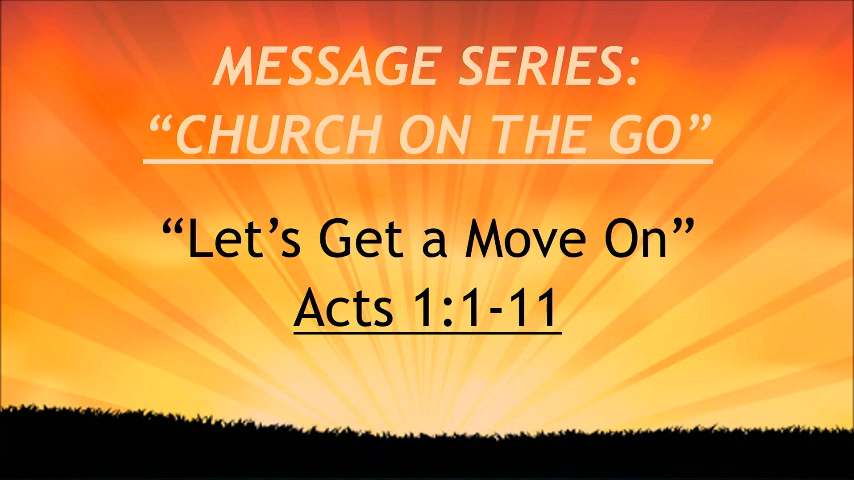 MESSAGE SERIES:
“CHURCH ON THE GO”
“Let’s Get a Move On”
Acts 1:1-11